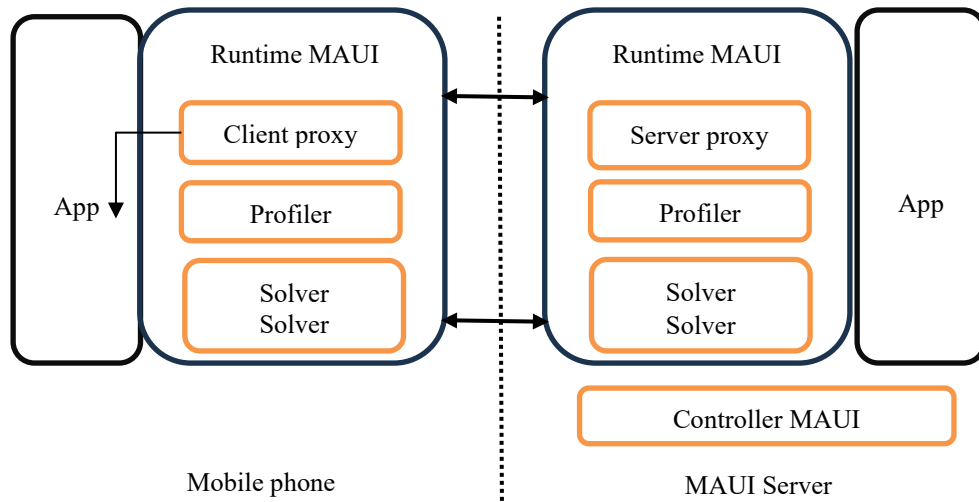 Runtime MAUI
Client proxy
App
Profiler
Solver
Solver
Mobile phone
Runtime MAUI
Server proxy
Profiler
App
Solver
Solver
Controller MAUI
MAUI Server